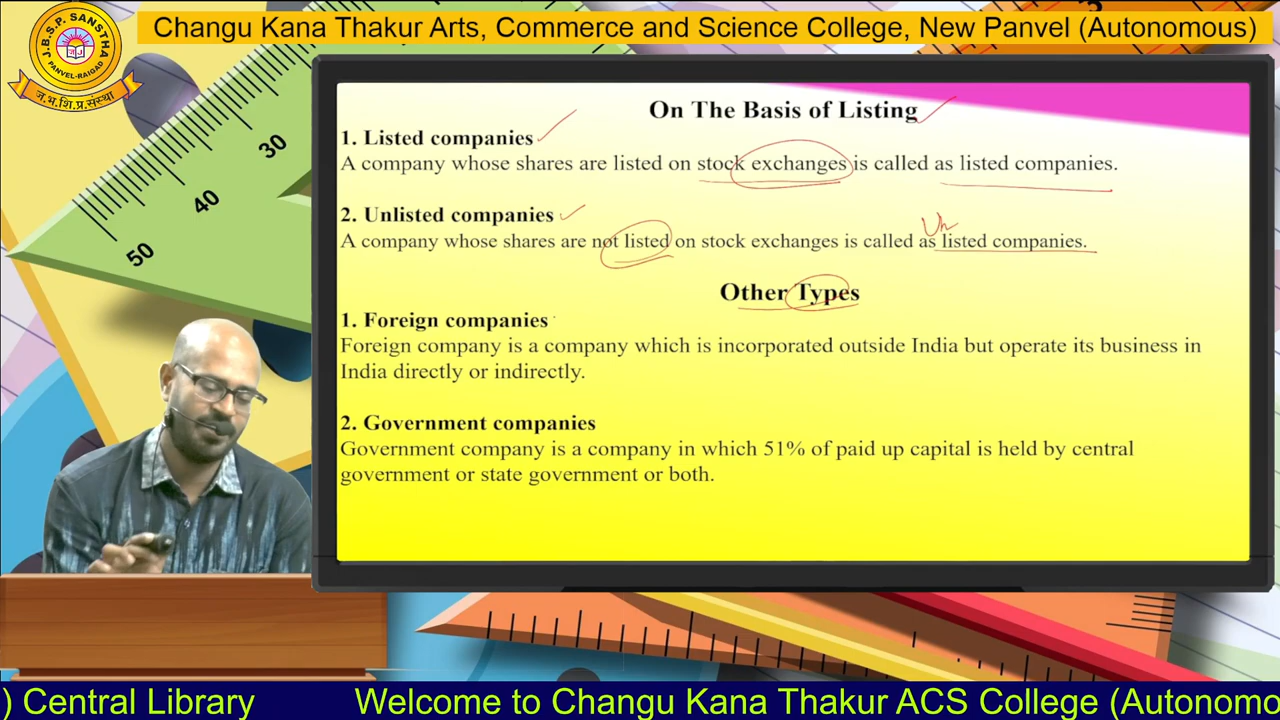 Changu Kana Thakur Arts, Commerce and Science College, New Panvel (Autonomous)
J.B.S.P. SANSTHA
PANVEL-RAIGAD
ज.भ.शि.प्र.संस्था
30
40
50
On The Basis of Listing
1. Listed companies
A company whose shares are listed on stock exchanges is called as listed companies.
2. Unlisted companies
Un
A company whose shares are not listed on stock exchanges is called as listed companies.
Other Types
1. Foreign companies
Foreign company is a company which is incorporated outside India but operate its business in
India directly or indirectly.
2. Government companies
Government company is a company in which 51% of paid up capital is held by central
government or state government or both.
) Central Library Welcome to Changu Kana Thakur ACS College (Autonomo